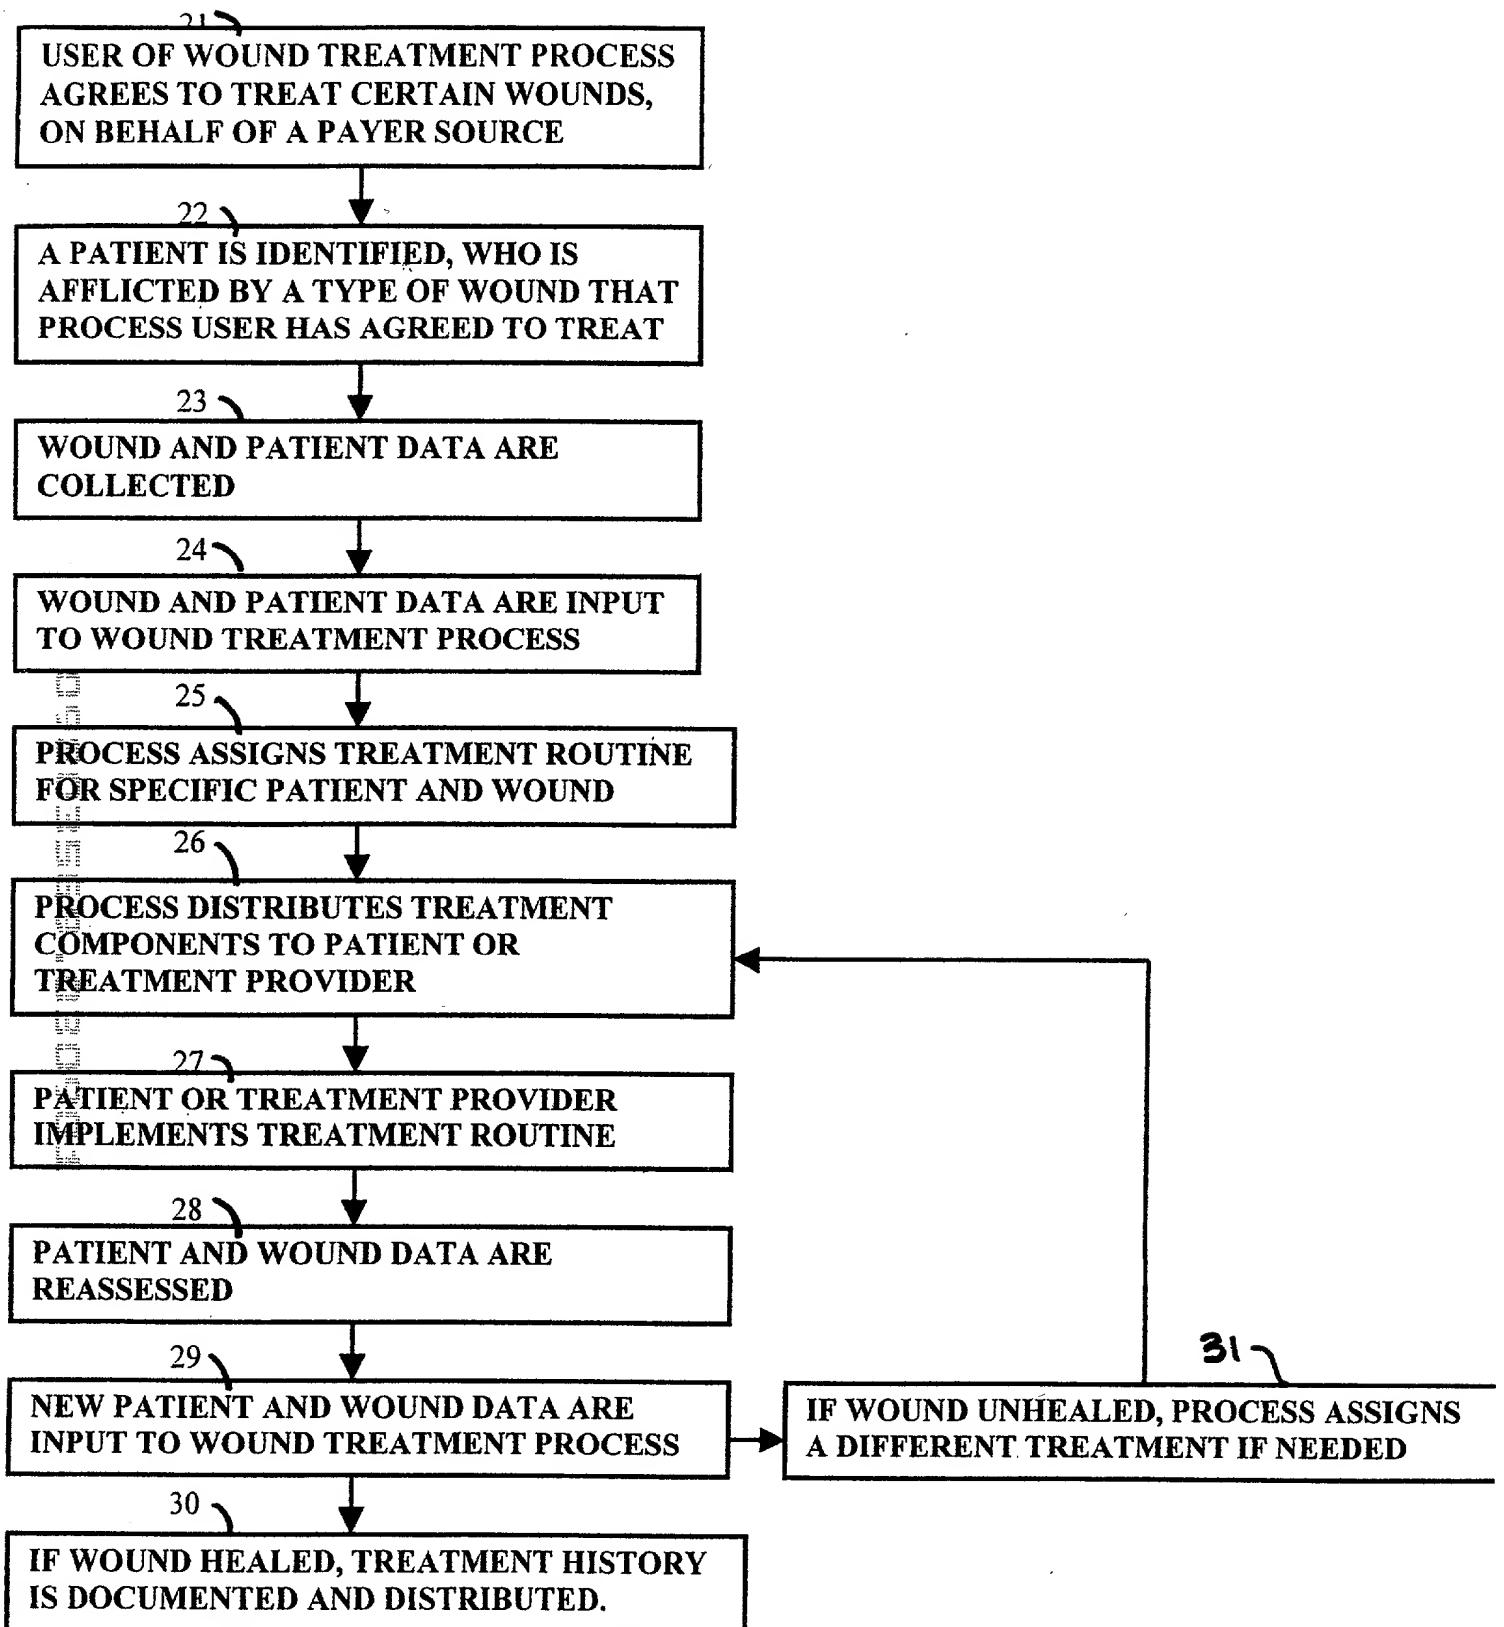 21
USER OF WOUND TREATMENT PROCESS
AGREES TO TREAT CERTAIN WOUNDS,
ON BEHALF OF A PAYER SOURCE
22
A PATIENT IS IDENTIFIED, WHO IS
AFFLICTED BY A TYPE OF WOUND THAT
PROCESS USER HAS AGREED TO TREAT
23
WOUND AND PATIENT DATA ARE
COLLECTED
24
WOUND AND PATIENT DATA ARE INPUT
TO WOUND TREATMENT PROCESS
25
PROCESS ASSIGNS TREATMENT ROUTINE
FOR SPECIFIC PATIENT AND WOUND
26
PROCESS DISTRIBUTES TREATMENT
COMPONENTS TO PATIENT OR
TREATMENT PROVIDER
27
PATIENT OR TREATMENT PROVIDER
IMPLEMENTS TREATMENT ROUTINE
28
PATIENT AND WOUND DATA ARE
REASSESSED
29
NEW PATIENT AND WOUND DATA ARE
INPUT TO WOUND TREATMENT PROCESS
31
IF WOUND UNHEALED, PROCESS ASSIGNS
A DIFFERENT TREATMENT IF NEEDED
30
IF WOUND HEALED, TREATMENT HISTORY
IS DOCUMENTED AND DISTRIBUTED.